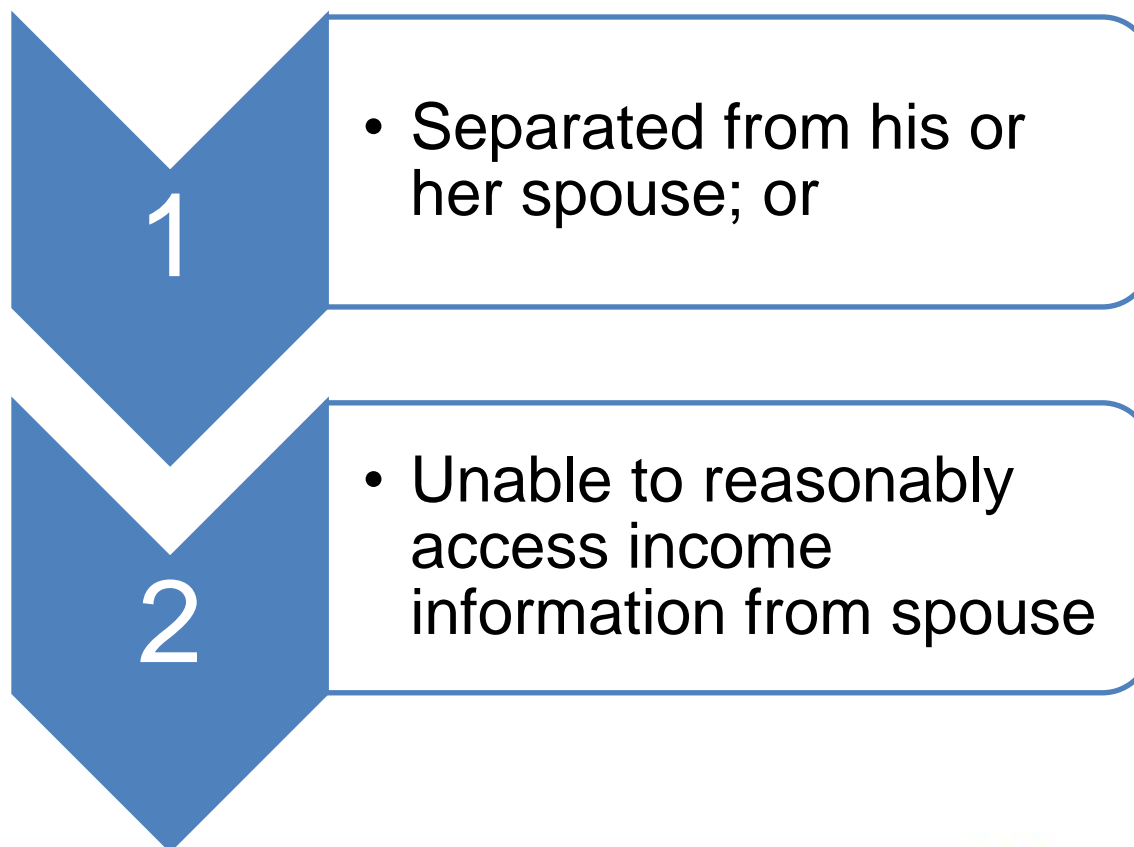 1
• Separated from his or
her spouse; or
2
• Unable to reasonably
access income
information from spouse